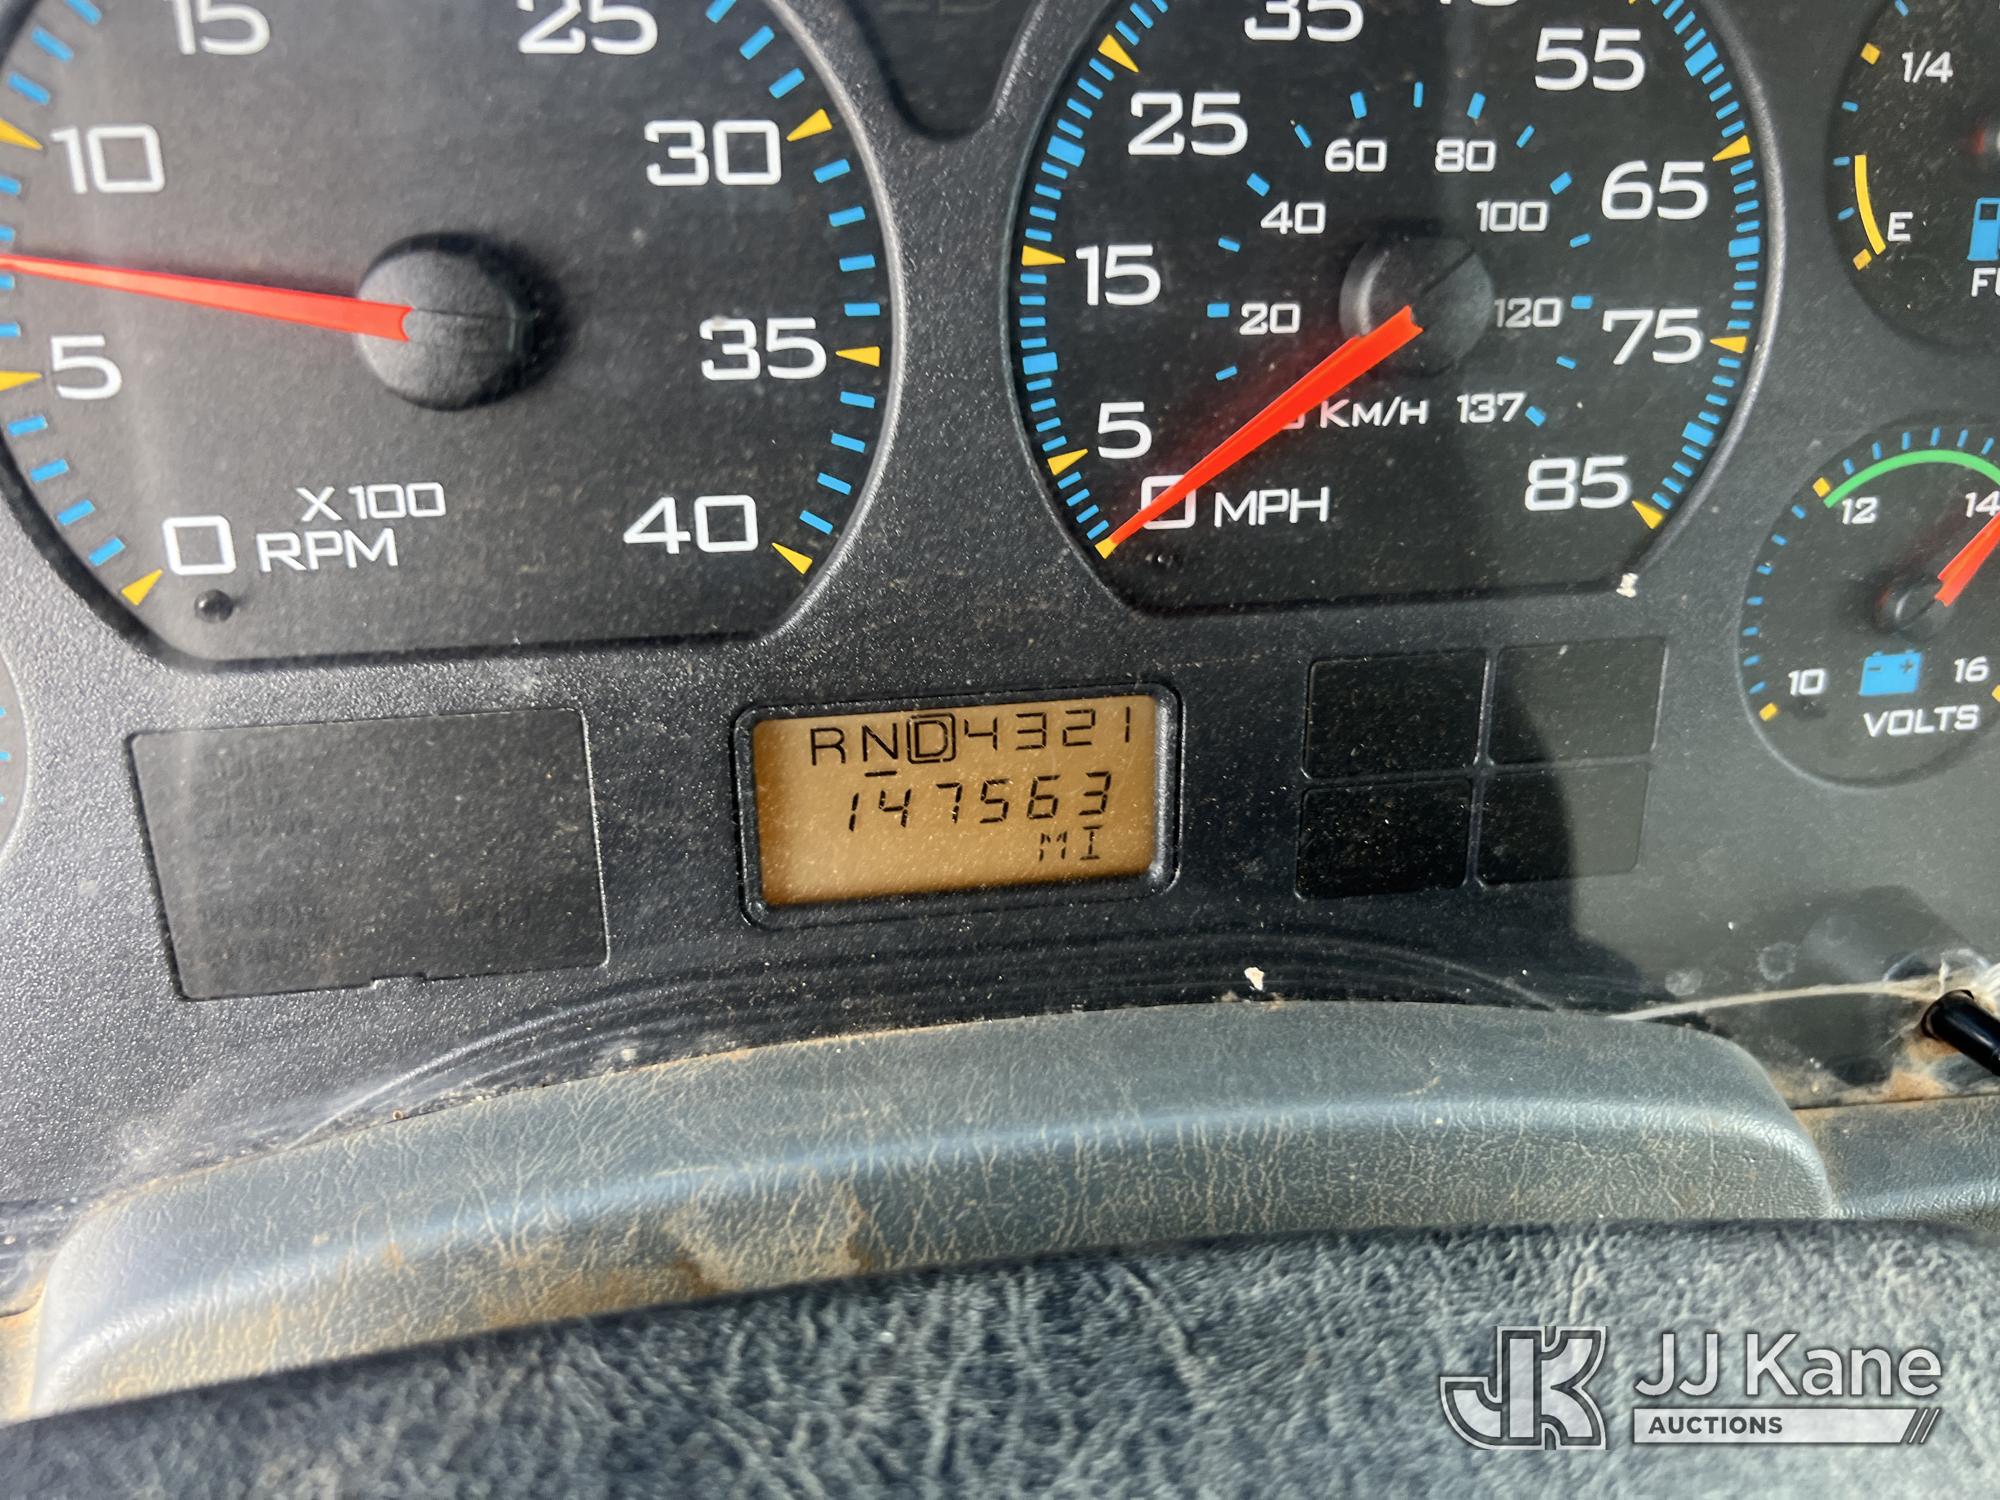 15 25
10 30
5 35
X 100
0 RPM 40
35 55
25 65
15 75
5 85
0 MPH
60 80
40 100
20 120
KM/H 137
1/4
E
12 14
10 16
VOLTS
RND4321
147563
MI
JK JJ Kane
AUCTIONS